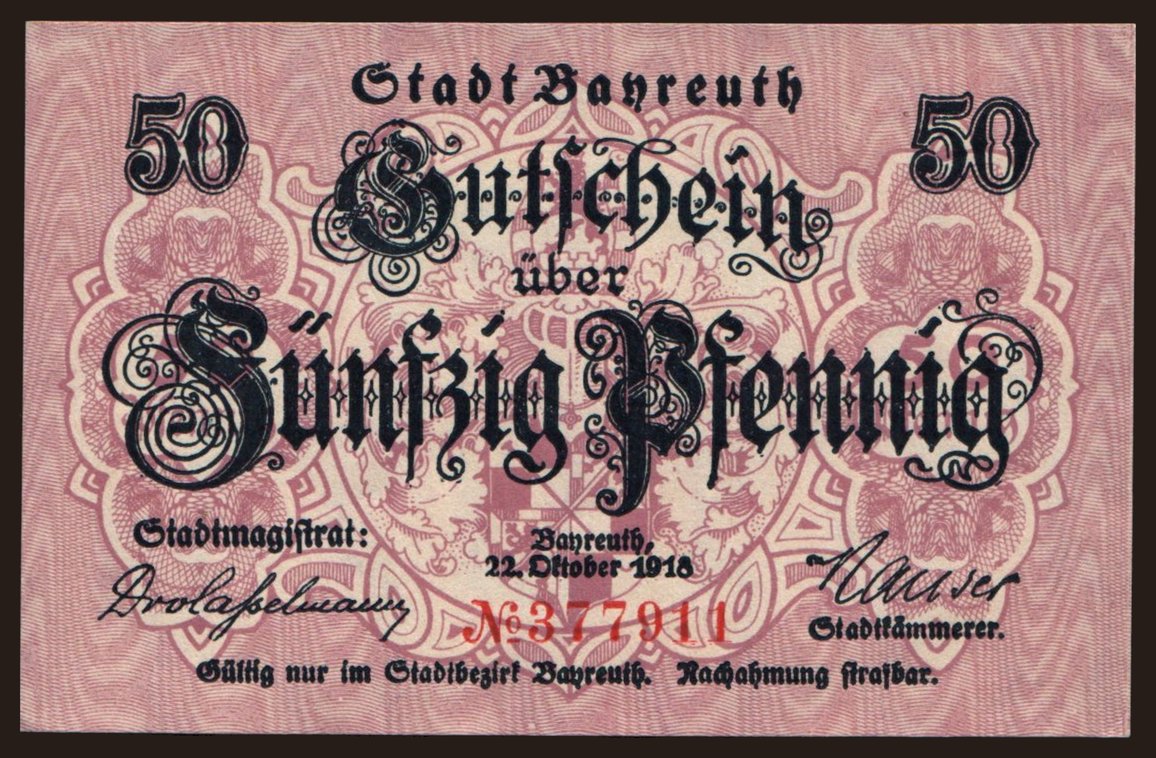 Stadt Bayreuth
50 50
Gutschein
über
Fünfzig Pfennig
Stadtmagistrat:
Bayreuth,
22. Oktober 1918
№ 377911
Stadtkämmerer.
Gültig nur im Stadtbezirk Bayreuth. Nachahmung strafbar.